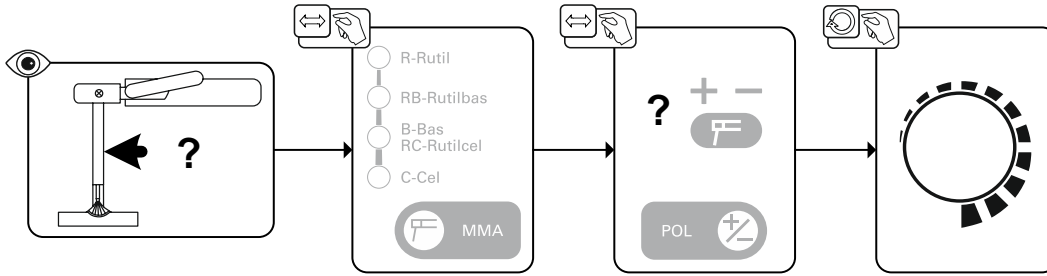 ?
R-Rutil
RB-Rutilbas
B-Bas
RC-Rutilcel
C-Cel
MMA
+ −
?
POL +/−